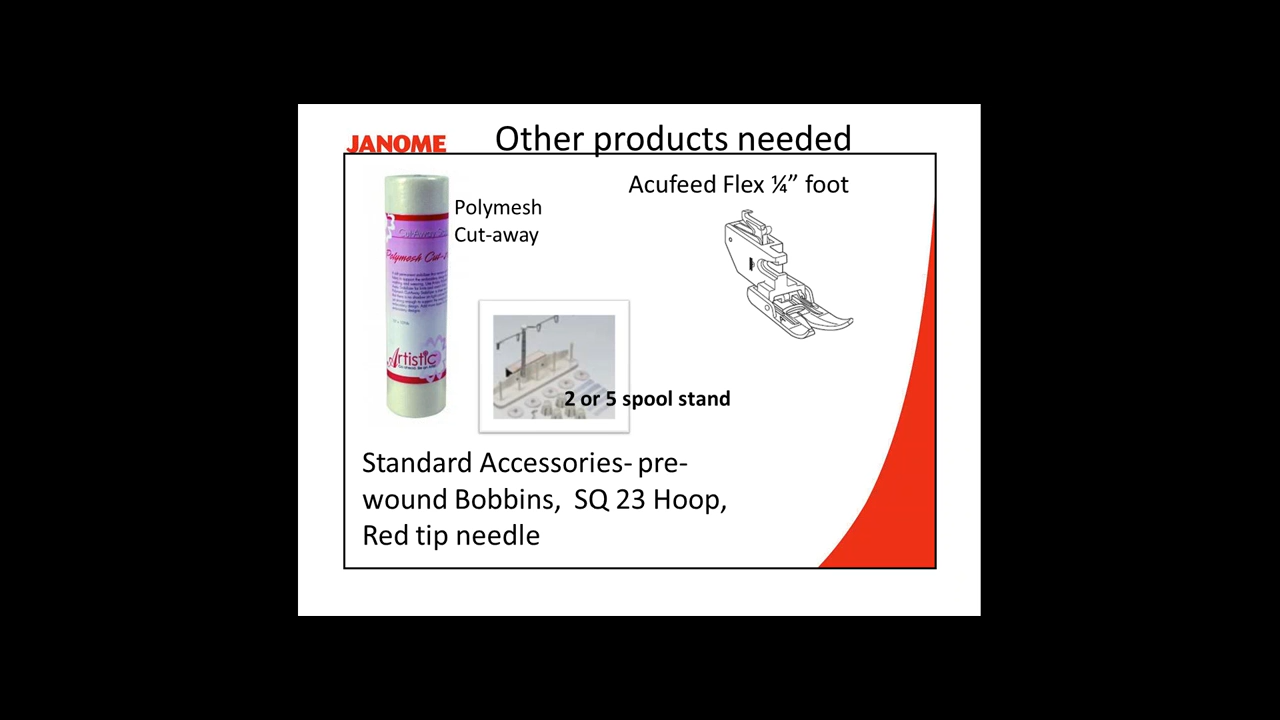 JANOME
Other products needed
Acufeed Flex ¼” foot
Polymesh
Cut-away
Artistic
2 or 5 spool stand
Standard Accessories- pre-
wound Bobbins, SQ 23 Hoop,
Red tip needle